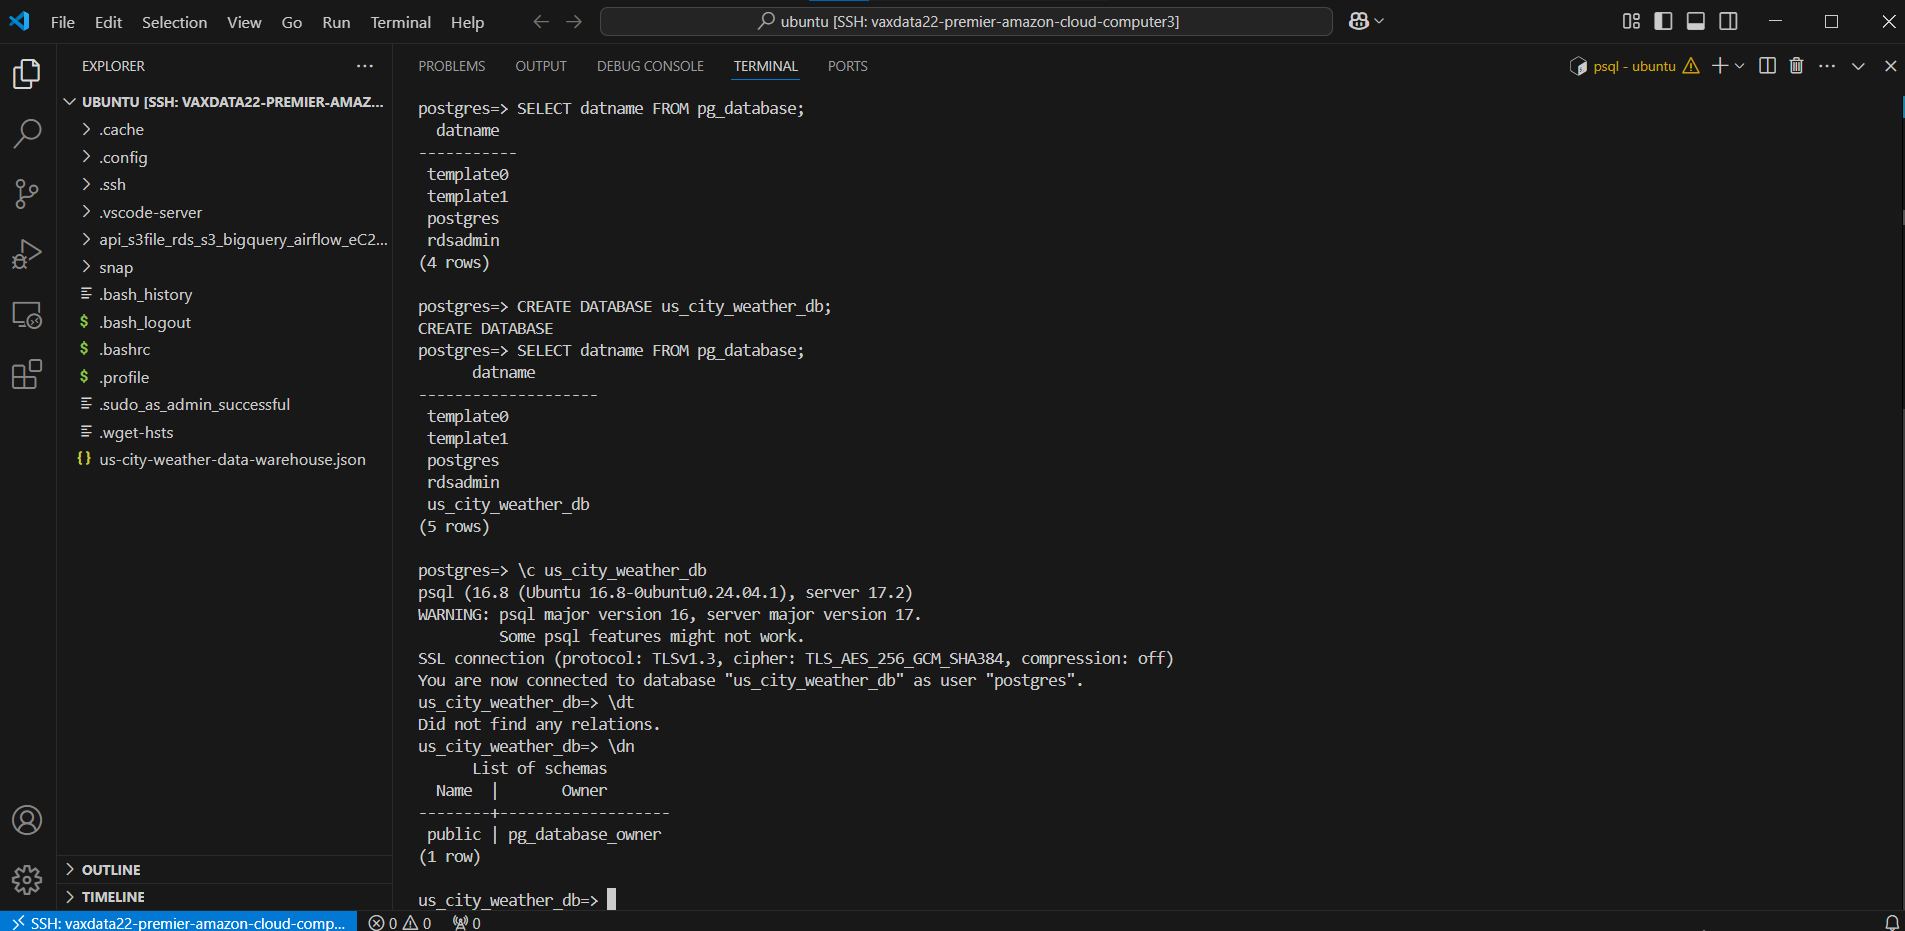 File Edit Selection View Go Run Terminal Help
ubuntu [SSH: vaxdata22-premier-amazon-cloud-computer3]
EXPLORER
UBUNTU [SSH: VAXDATA22-PREMIER-AMAZ...
.cache
.config
.ssh
.vscode-server
api_s3file_rds_s3_bigquery_airflow_eC2...
snap
.bash_history
.bash_logout
.bashrc
.profile
.sudo_as_admin_successful
.wget-hsts
us-city-weather-data-warehouse.json
OUTLINE
TIMELINE
PROBLEMS OUTPUT DEBUG CONSOLE TERMINAL PORTS
psql - ubuntu
postgres=> SELECT datname FROM pg_database;
datname
-----------
template0
template1
postgres
rdsadmin
(4 rows)
postgres=> CREATE DATABASE us_city_weather_db;
CREATE DATABASE
postgres=> SELECT datname FROM pg_database;
datname
--------------------
template0
template1
postgres
rdsadmin
us_city_weather_db
(5 rows)
postgres=> \c us_city_weather_db
psql (16.8 (Ubuntu 16.8-0ubuntu0.24.04.1), server 17.2)
WARNING: psql major version 16, server major version 17.
Some psql features might not work.
SSL connection (protocol: TLSv1.3, cipher: TLS_AES_256_GCM_SHA384, compression: off)
You are now connected to database "us_city_weather_db" as user "postgres".
us_city_weather_db=> \dt
Did not find any relations.
us_city_weather_db=> \dn
List of schemas
Name | Owner
--------+-------------------
public | pg_database_owner
(1 row)
us_city_weather_db=>
SSH: vaxdata22-premier-amazon-cloud-comp... 0 0 0